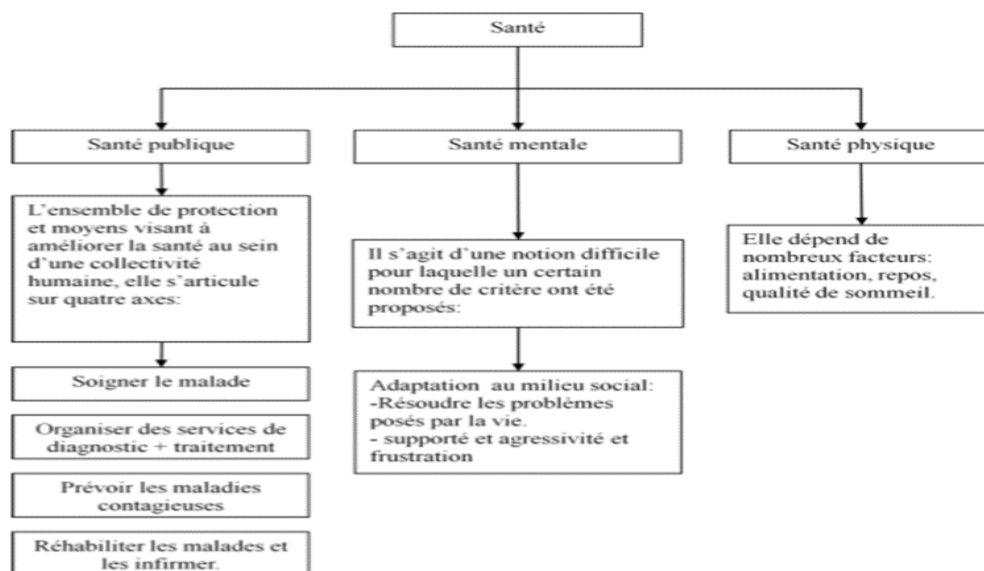 Santé
Santé publique
L'ensemble de protection
et moyens visant à
améliorer la santé au sein
d'une collectivité
humaine, elle s'articule
sur quatre axes:
Soigner le malade
Organiser des services de
diagnostic + traitement
Prévoir les maladies
contagieuses
Réhabiliter les malades et
les infirmer.
Santé mentale
Il s'agit d'une notion difficile
pour laquelle un certain
nombre de critère ont été
proposés:
Adaptation au milieu social:
-Résoudre les problèmes
posés par la vie.
- supporté et agressivité et
frustration
Santé physique
Elle dépend de
nombreux facteurs:
alimentation, repos,
qualité de sommeil.